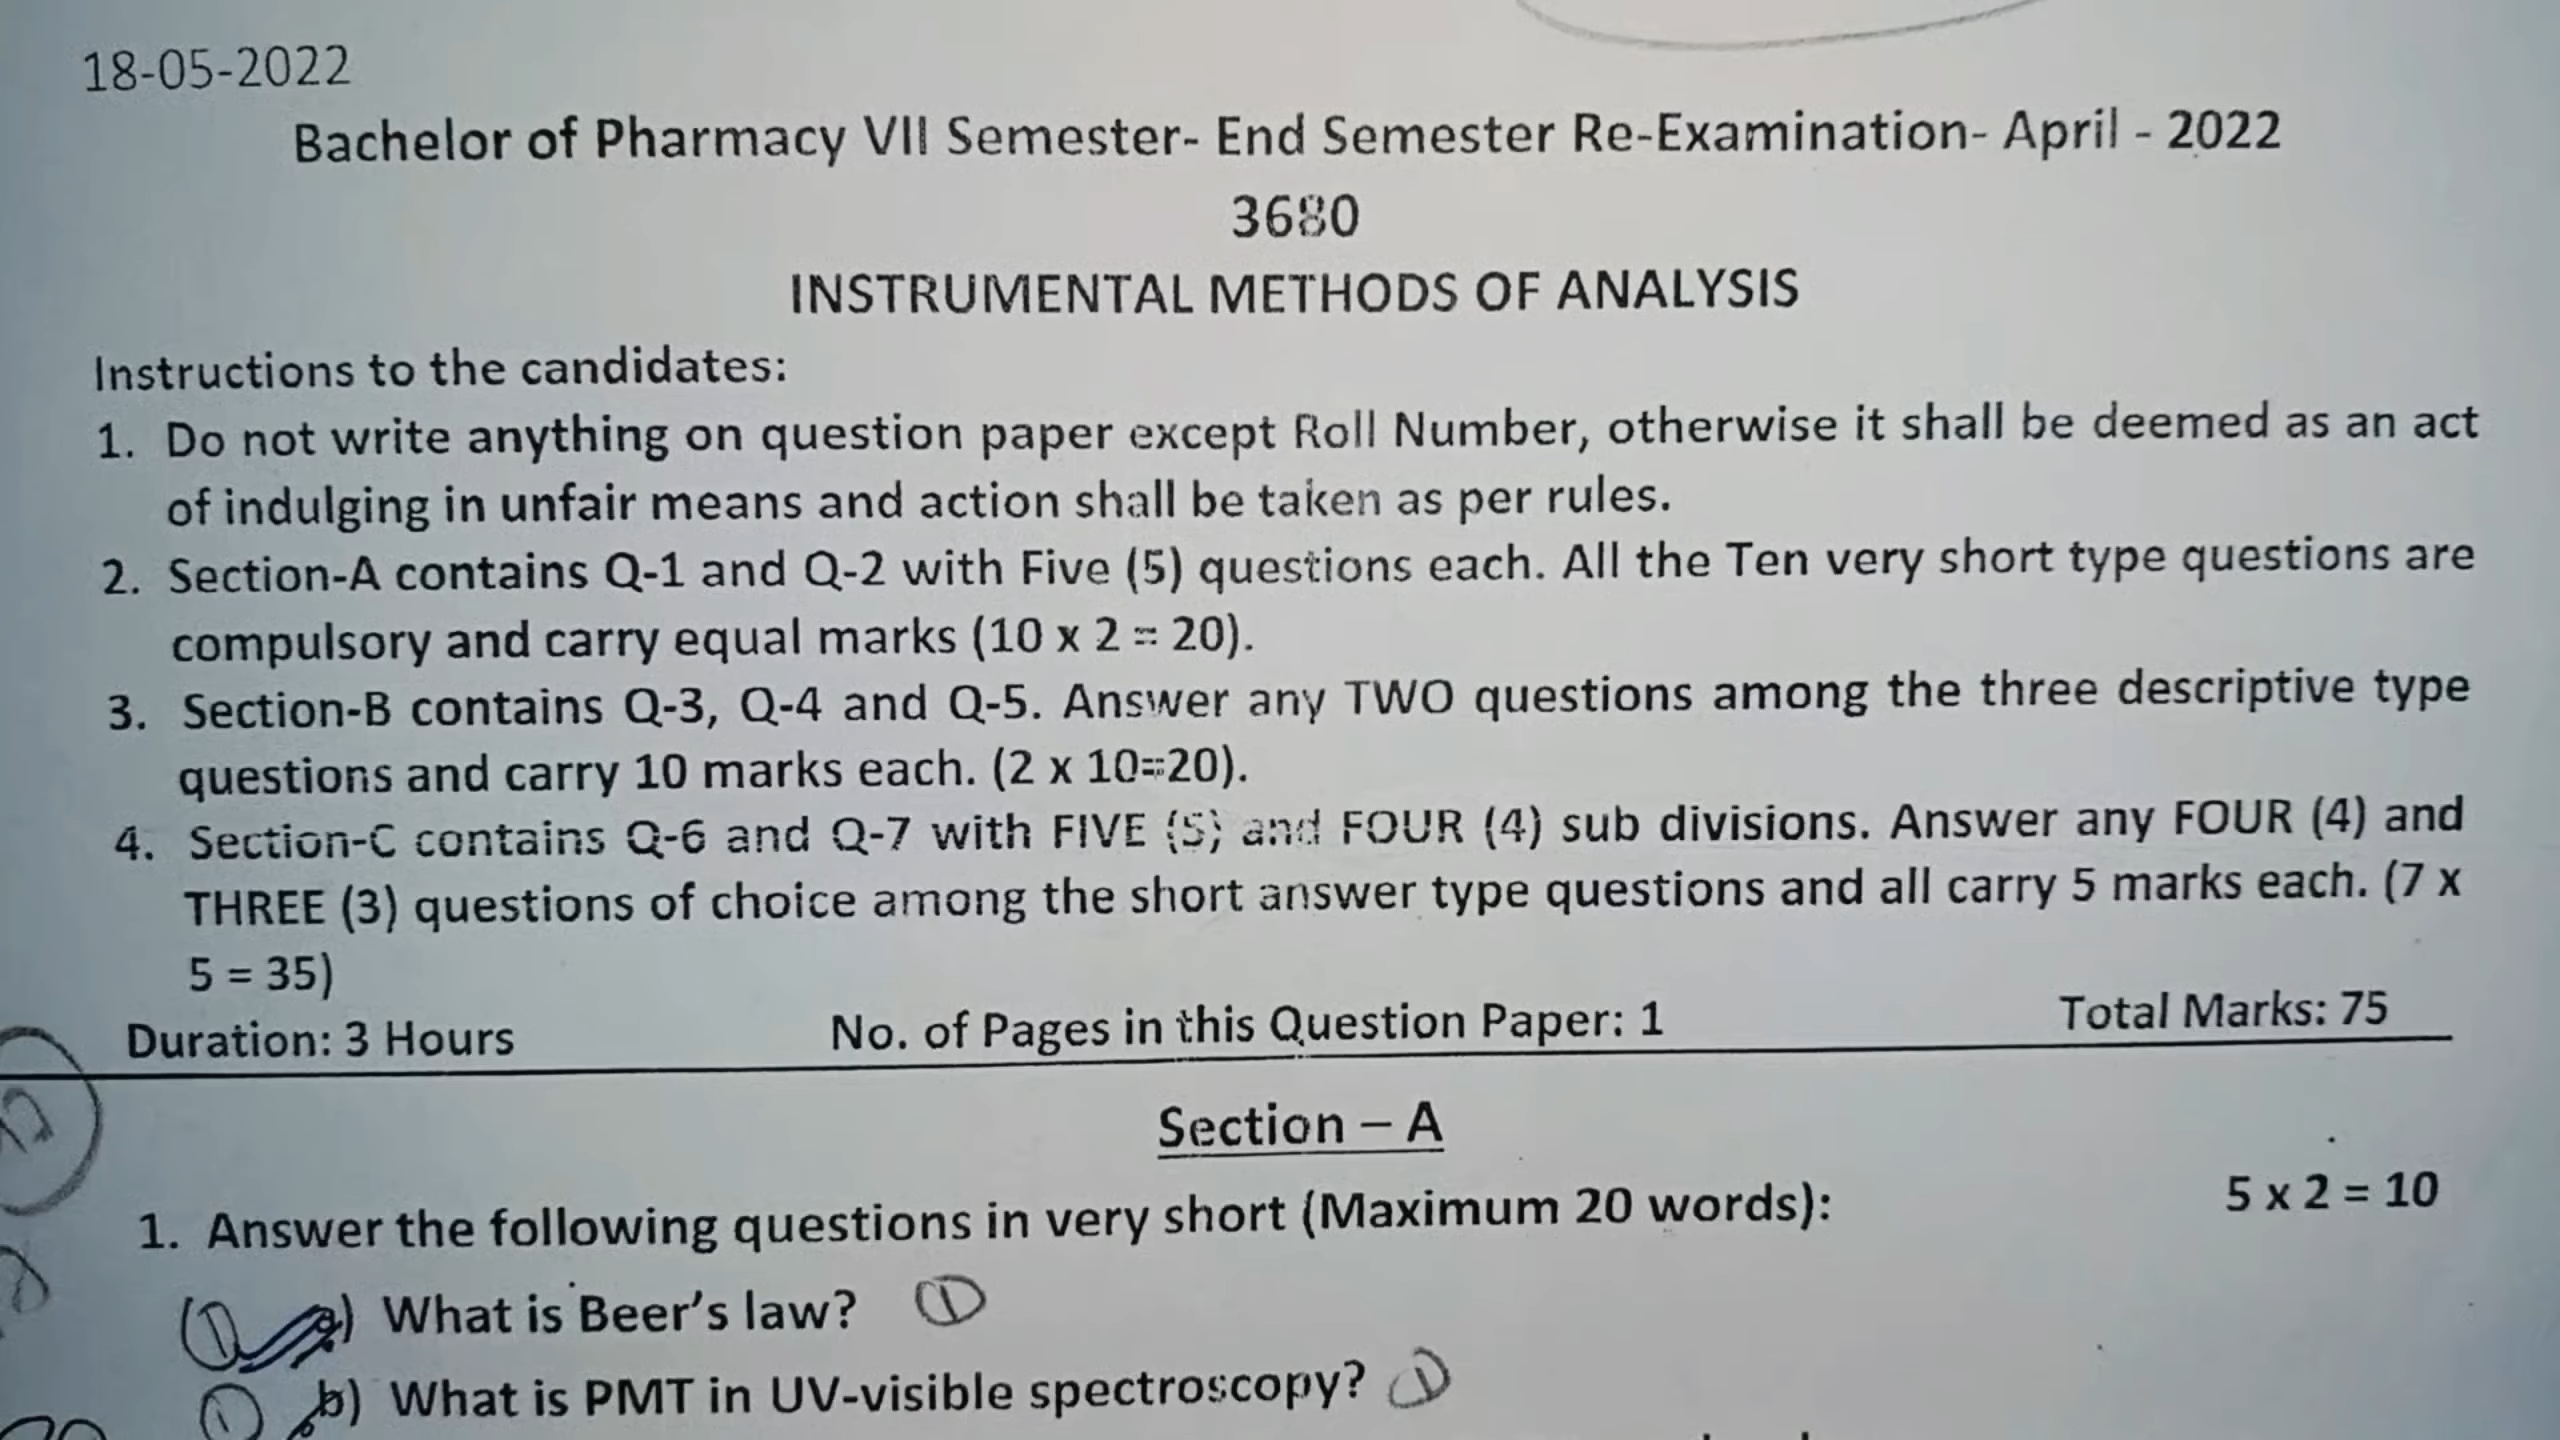 18-05-2022
Bachelor of Pharmacy VII Semester- End Semester Re-Examination- April - 2022
3680
INSTRUMENTAL METHODS OF ANALYSIS
Instructions to the candidates:
1. Do not write anything on question paper except Roll Number, otherwise it shall be deemed as an act
of indulging in unfair means and action shall be taken as per rules.
2. Section-A contains Q-1 and Q-2 with Five (5) questions each. All the Ten very short type questions are
compulsory and carry equal marks (10 x 2 = 20).
3. Section-B contains Q-3, Q-4 and Q-5. Answer any TWO questions among the three descriptive type
questions and carry 10 marks each. (2 x 10=20).
4. Section-C contains Q-6 and Q-7 with FIVE (5) and FOUR (4) sub divisions. Answer any FOUR (4) and
THREE (3) questions of choice among the short answer type questions and all carry 5 marks each. (7 x
5 = 35)
Duration: 3 Hours No. of Pages in this Question Paper: 1 Total Marks: 75
Section – A
1. Answer the following questions in very short (Maximum 20 words): 5 x 2 = 10
1 a) What is Beer's law? 1
1 b) What is PMT in UV-visible spectroscopy? 1